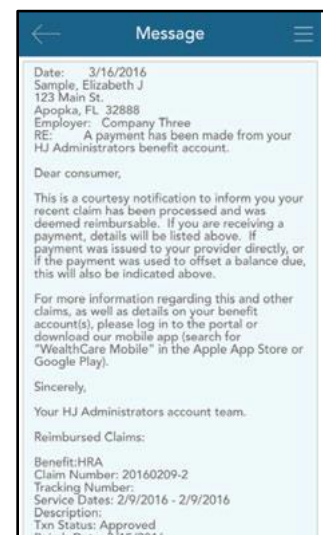 Message
Date: 3/16/2016
Sample, Elizabeth J
123 Main St.
Apopka, FL 32888
Employer: Company Three
RE: A payment has been made from your
HJ Administrators benefit account.
Dear consumer,
This is a courtesy notification to inform you your
recent claim has been processed and was
deemed reimbursable. If you are receiving a
payment, details will be listed above. If
payment was issued to your provider directly, or
if the payment was used to offset a balance due,
this will also be indicated above.
For more information regarding this and other
claims, as well as details on your benefit
account(s), please log in to the portal or
download our mobile app (search for
"WealthCare Mobile" in the Apple App Store or
Google Play).
Sincerely,
Your HJ Administrators account team.
Reimbursed Claims:
Benefit:HRA
Claim Number: 20160209-2
Tracking Number:
Service Dates: 2/9/2016 - 2/9/2016
Description:
Txn Status: Approved